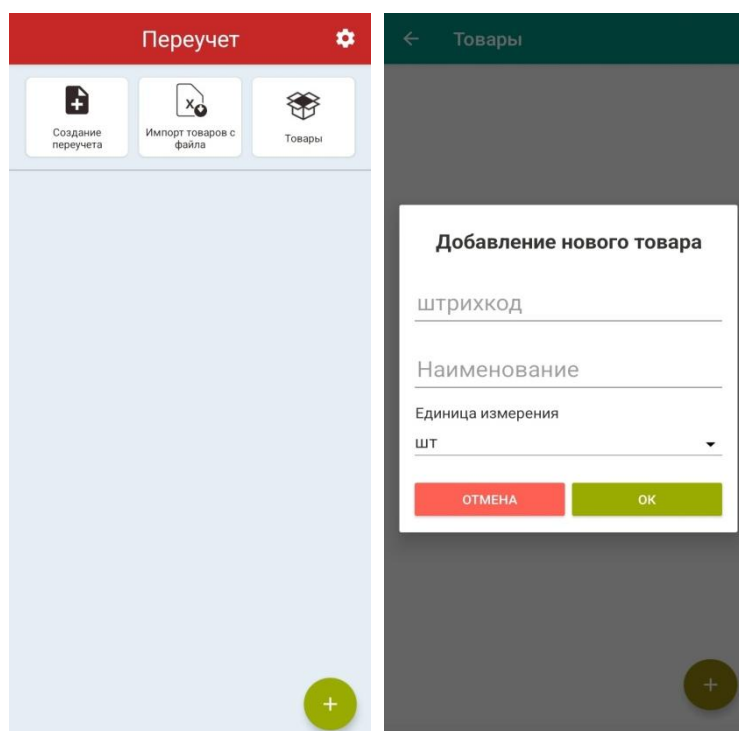 Переучет
Создание
переучета
Импорт товаров с
файла
Товары
Товары
Добавление нового товара
штрихкод
Наименование
Единица измерения
шт
ОТМЕНА
ОК